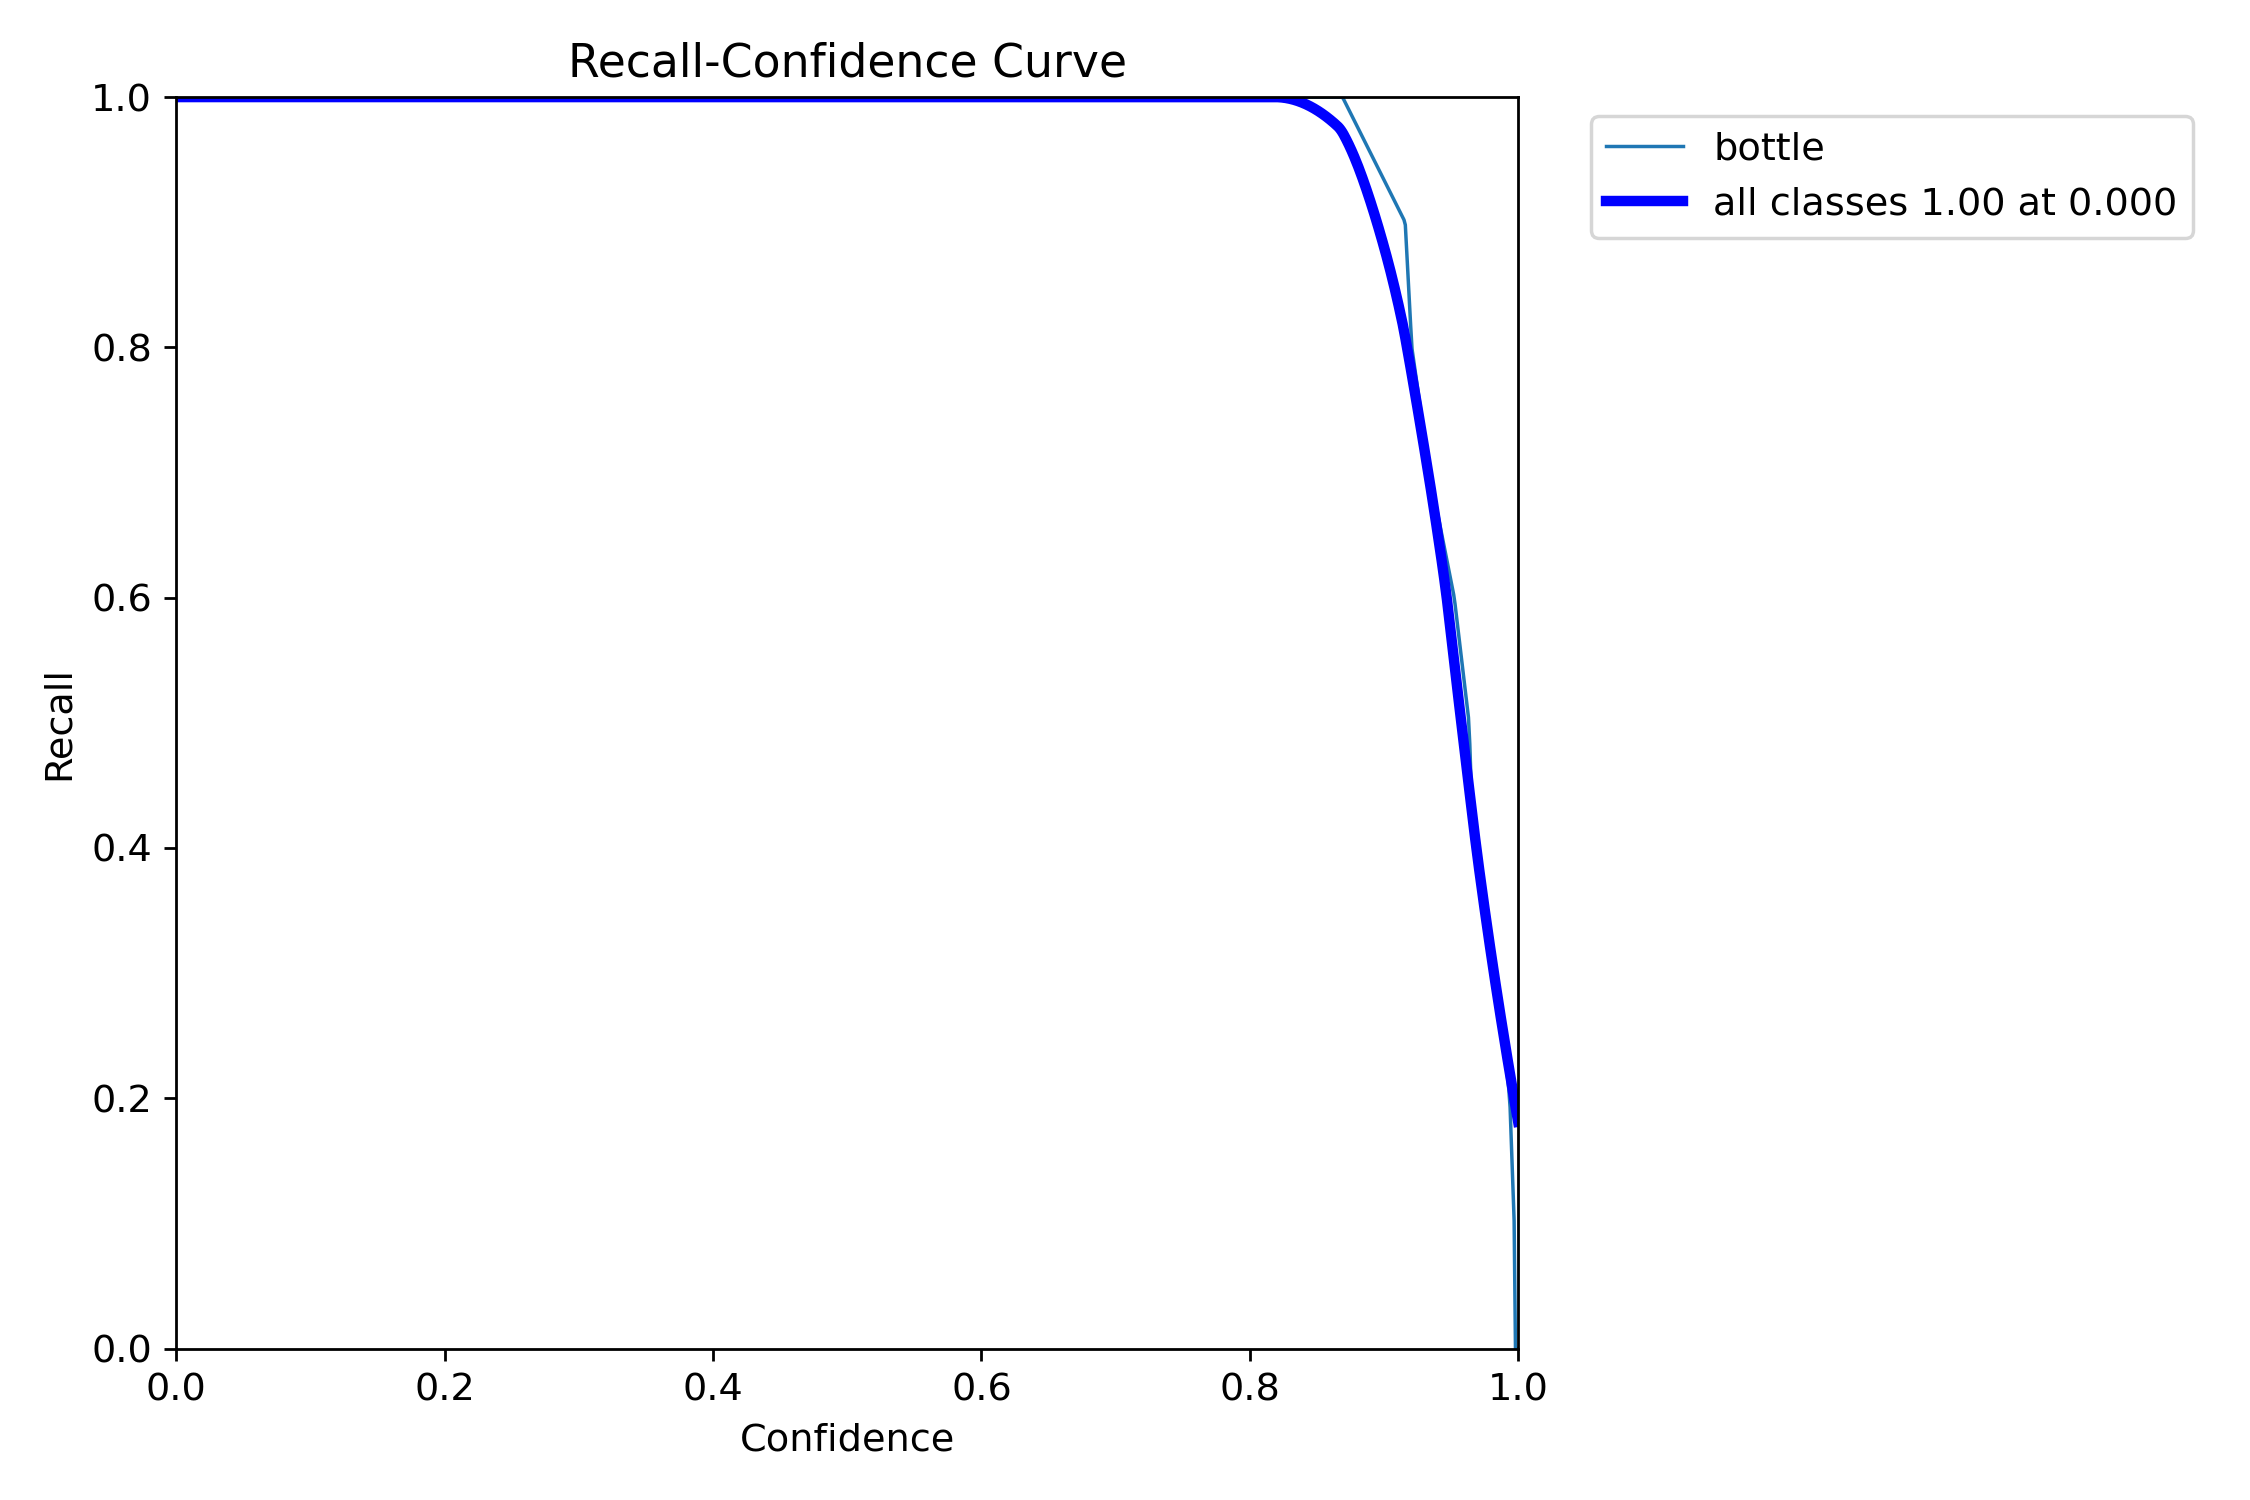 Recall-Confidence Curve
1.0
0.8
0.6
0.4
0.2
0.0
Recall
0.0 0.2 0.4 0.6 0.8 1.0
Confidence
bottle
all classes 1.00 at 0.000